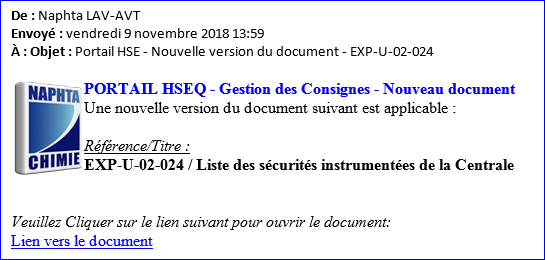 De : Naphta LAV-AVT
Envoyé : vendredi 9 novembre 2018 13:59
À : Objet : Portail HSE - Nouvelle version du document - EXP-U-02-024
NAPHTA
CHIMIE
PORTAIL HSEQ - Gestion des Consignes - Nouveau document
Une nouvelle version du document suivant est applicable :
Référence/Titre :
EXP-U-02-024 / Liste des sécurités instrumentées de la Centrale
Veuillez Cliquer sur le lien suivant pour ouvrir le document:
Lien vers le document